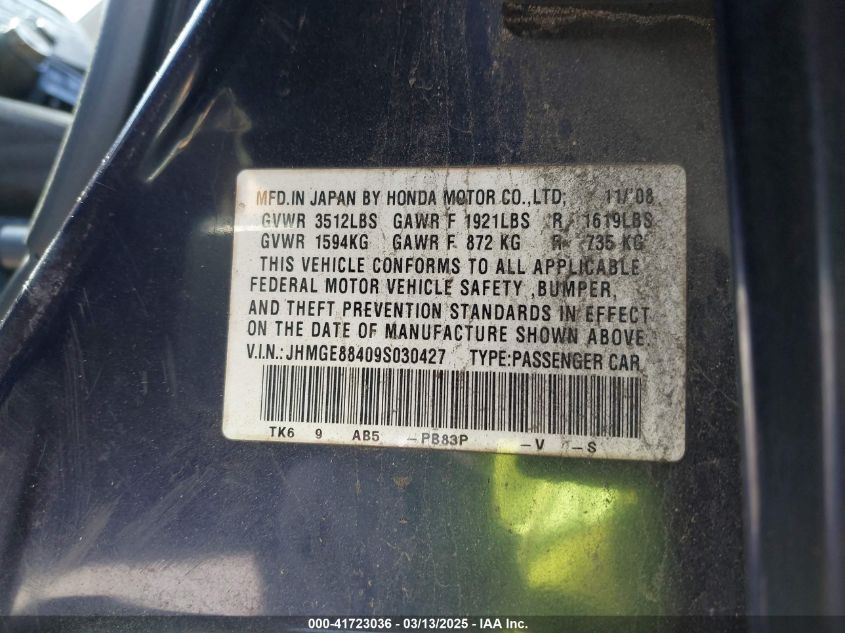 MFD.IN JAPAN BY HONDA MOTOR CO.,LTD; 11/'08
GVWR 3512LBS GAWR F 1921LBS R 1619LBS
GVWR 1594KG GAWR F 872 KG R 735 KG
THIS VEHICLE CONFORMS TO ALL APPLICABLE
FEDERAL MOTOR VEHICLE SAFETY ,BUMPER,
AND THEFT PREVENTION STANDARDS IN EFFECT
ON THE DATE OF MANUFACTURE SHOWN ABOVE.
V.I.N.: JHMGE88409S030427 TYPE:PASSENGER CAR
TK6 9 AB5 -PB83P -V -S
000-41723036 - 03/13/2025 - IAA Inc.